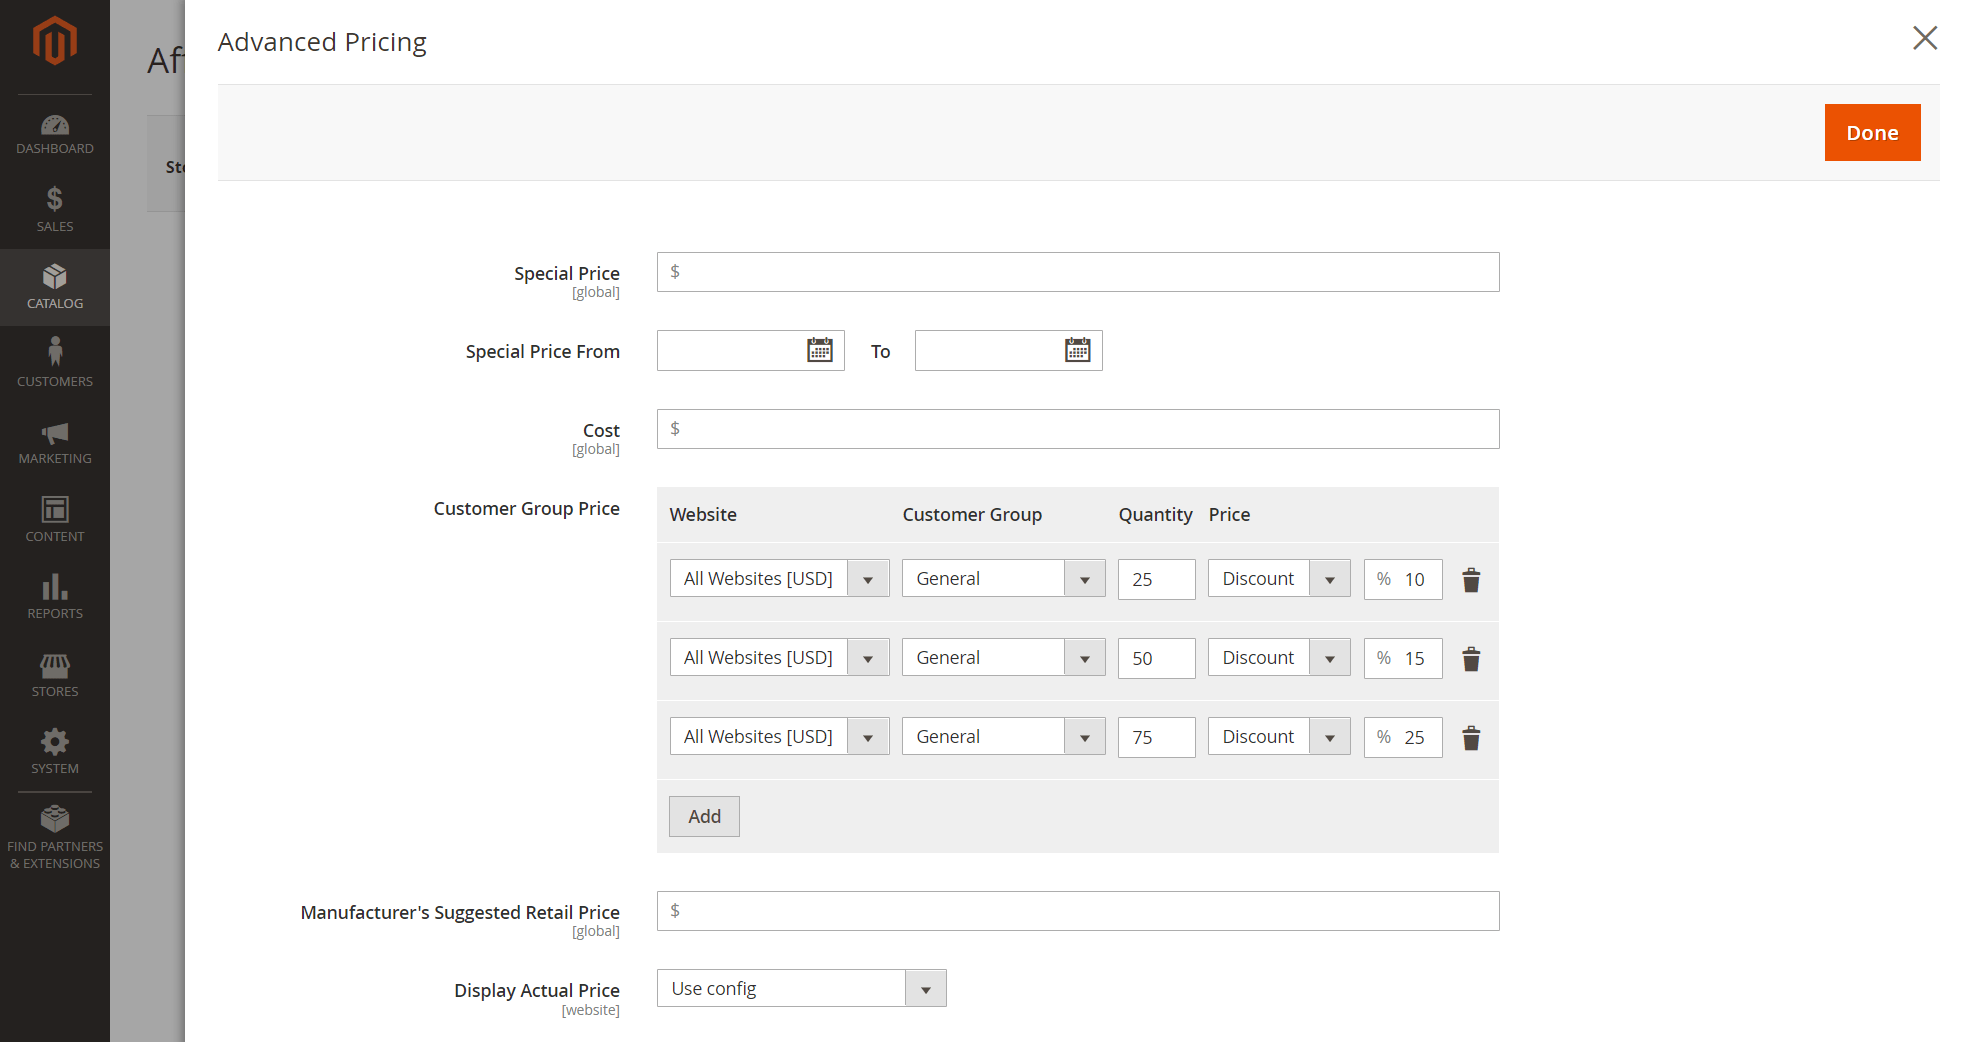 Advanced Pricing
Done
DASHBOARD
SALES
CATALOG
CUSTOMERS
MARKETING
CONTENT
REPORTS
STORES
SYSTEM
FIND PARTNERS
& EXTENSIONS
Special Price
[global]
$
Special Price From
To
Cost
[global]
$
Customer Group Price
Website Customer Group Quantity Price
All Websites [USD] General 25 Discount % 10
All Websites [USD] General 50 Discount % 15
All Websites [USD] General 75 Discount % 25
Add
Manufacturer's Suggested Retail Price
[global]
$
Display Actual Price
[website]
Use config